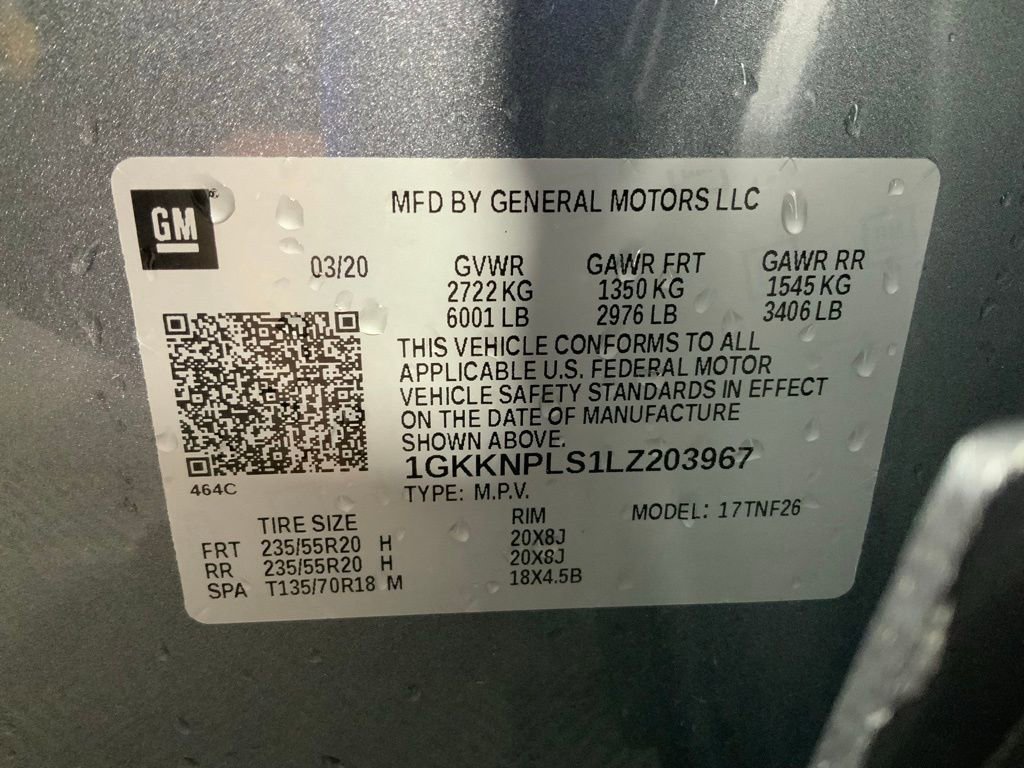 GM
MFD BY GENERAL MOTORS LLC
03/20 GVWR GAWR FRT GAWR RR
2722 KG 1350 KG 1545 KG
6001 LB 2976 LB 3406 LB
THIS VEHICLE CONFORMS TO ALL
APPLICABLE U.S. FEDERAL MOTOR
VEHICLE SAFETY STANDARDS IN EFFECT
ON THE DATE OF MANUFACTURE
SHOWN ABOVE.
1GKKNPLS1LZ203967
464C
TYPE: M.P.V.
MODEL: 17TNF26
TIRE SIZE RIM
FRT 235/55R20 H 20X8J
RR 235/55R20 H 20X8J
SPA T135/70R18 M 18X4.5B